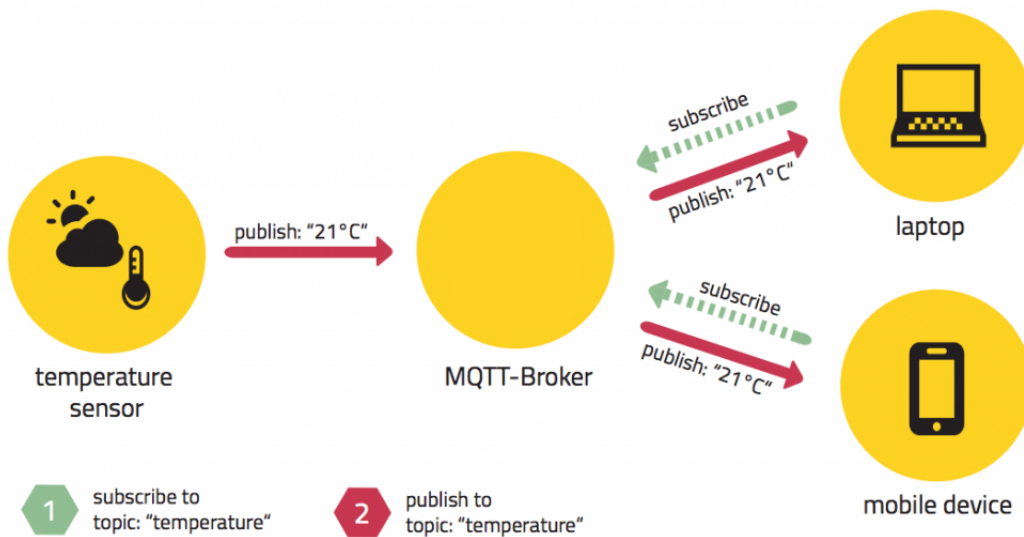 subscribe
publish: “21°C“
laptop
publish: “21°C“
temperature
sensor
MQTT-Broker
subscribe
publish: “21°C“
mobile device
1
subscribe to
topic: “temperature“
2
publish to
topic: “temperature“